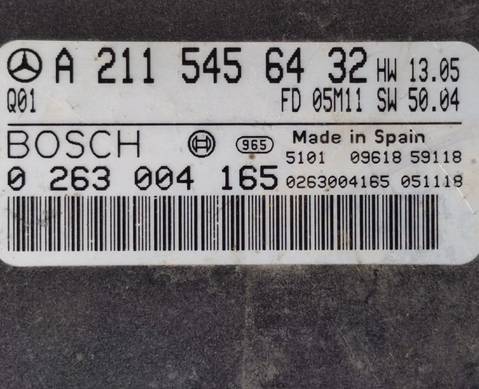 A 211 545 64 32 HW 13.05
Q01 FD 05M11 SW 50.04
BOSCH 965 Made in Spain
5101 09618 59118
0 263 004 165 0263004165 051118